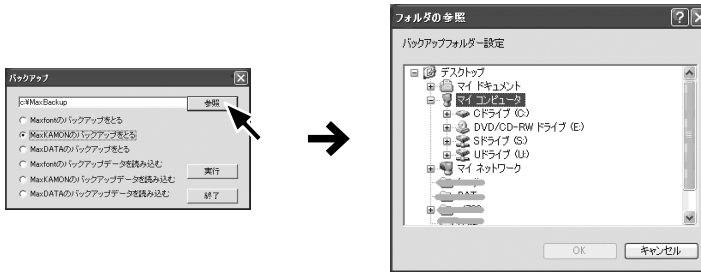 バックアップ
c:¥MaxBackup
参照
Maxfontのバックアップをとる
MaxKAMONのバックアップをとる
MaxDATAのバックアップをとる
Maxfontのバックアップデータを読み込む
MaxKAMONのバックアップデータを読み込む
MaxDATAのバックアップデータを読み込む
実行
終了
フォルダの参照
バックアップフォルダー設定
デスクトップ
マイ ドキュメント
マイ コンピュータ
Cドライブ (C:)
DVD/CD-RW ドライブ (E:)
Sドライブ (S:)
Uドライブ (U:)
マイ ネットワーク
OK
キャンセル